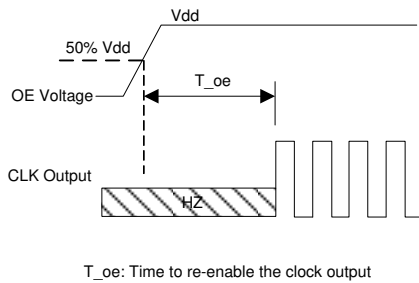 Vdd
50% Vdd
T_oe
OE Voltage
CLK Output
HZ
T_oe: Time to re-enable the clock output